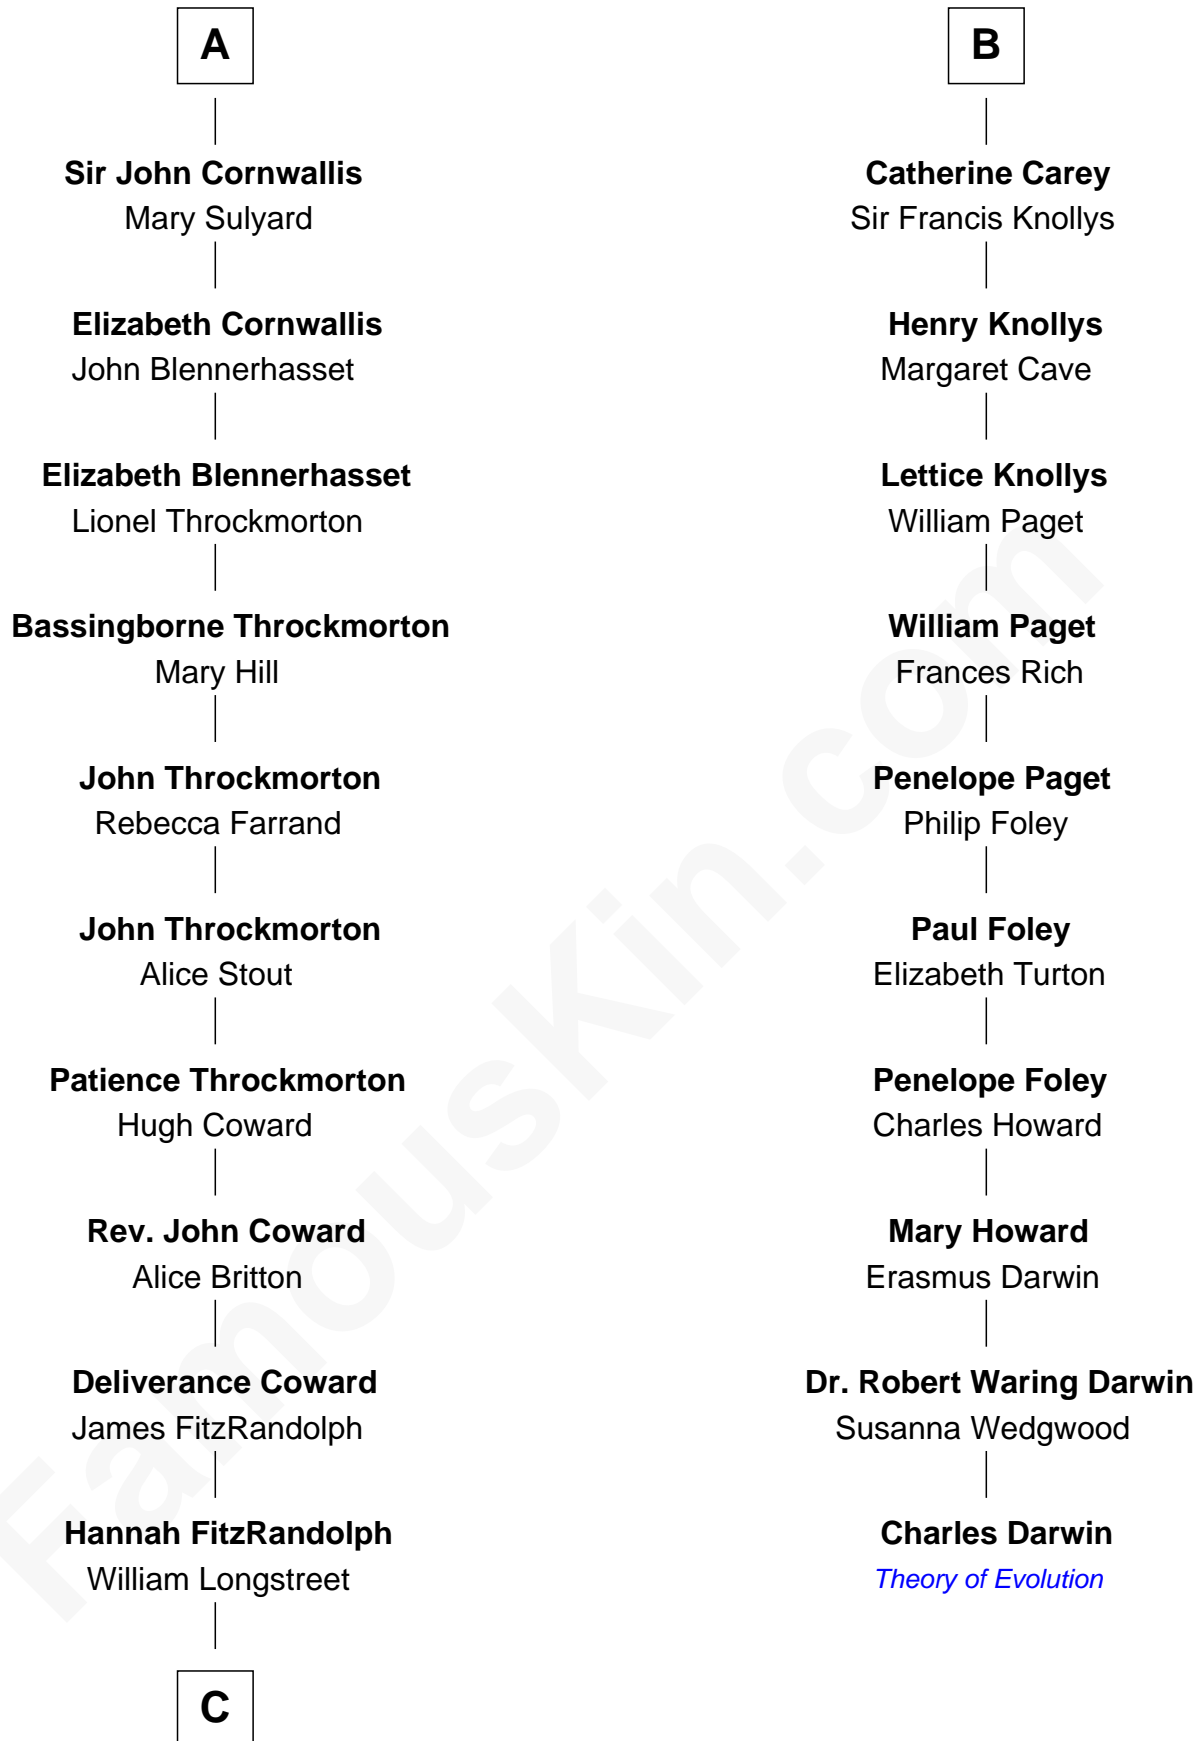 A
Sir John Cornwallis
Mary Sulyard
Elizabeth Cornwallis
John Blennerhasset
Elizabeth Blennerhasset
Lionel Throckmorton
Bassingborne Throckmorton
Mary Hill
John Throckmorton
Rebecca Farrand
John Throckmorton
Alice Stout
Patience Throckmorton
Hugh Coward
Rev. John Coward
Alice Britton
Deliverance Coward
James FitzRandolph
Hannah FitzRandolph
William Longstreet
C
B
Catherine Carey
Sir Francis Knollys
Henry Knollys
Margaret Cave
Lettice Knollys
William Paget
William Paget
Frances Rich
Penelope Paget
Philip Foley
Paul Foley
Elizabeth Turton
Penelope Foley
Charles Howard
Mary Howard
Erasmus Darwin
Dr. Robert Waring Darwin
Susanna Wedgwood
Charles Darwin
Theory of Evolution
FamousKin.com